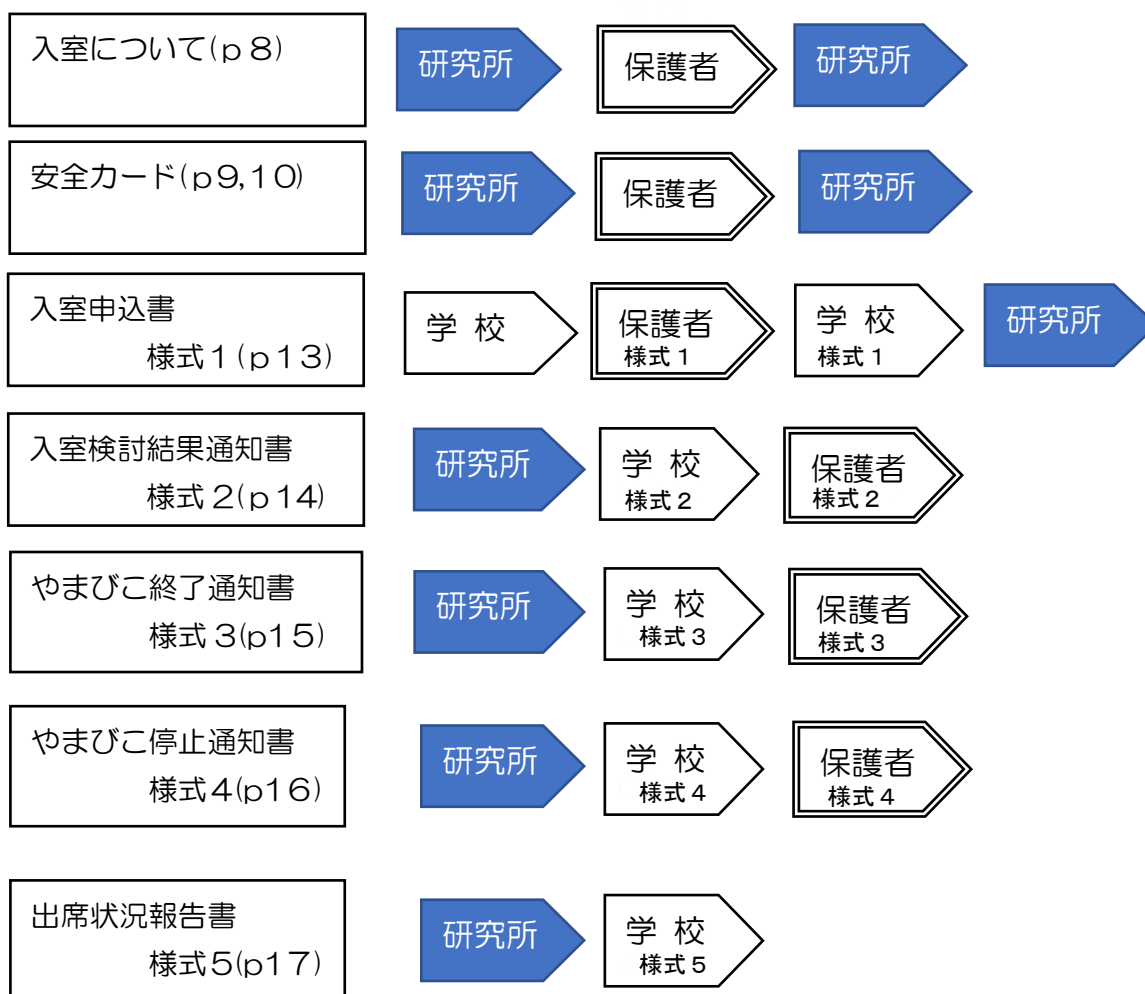 入室について(p８)
研究所
保護者
研究所
安全カード(p9,10)
研究所
保護者
研究所
入室申込書
様式１(p１3)
学 校
保護者
様式１
学 校
様式１
研究所
入室検討結果通知書
様式２(p１4)
研究所
学 校
様式２
保護者
様式２
やまびこ終了通知書
様式３(p１５)
研究所
学 校
様式３
保護者
様式３
やまびこ停止通知書
様式４(p１６)
研究所
学 校
様式４
保護者
様式４
出席状況報告書
様式５(p１７)
研究所
学 校
様式５